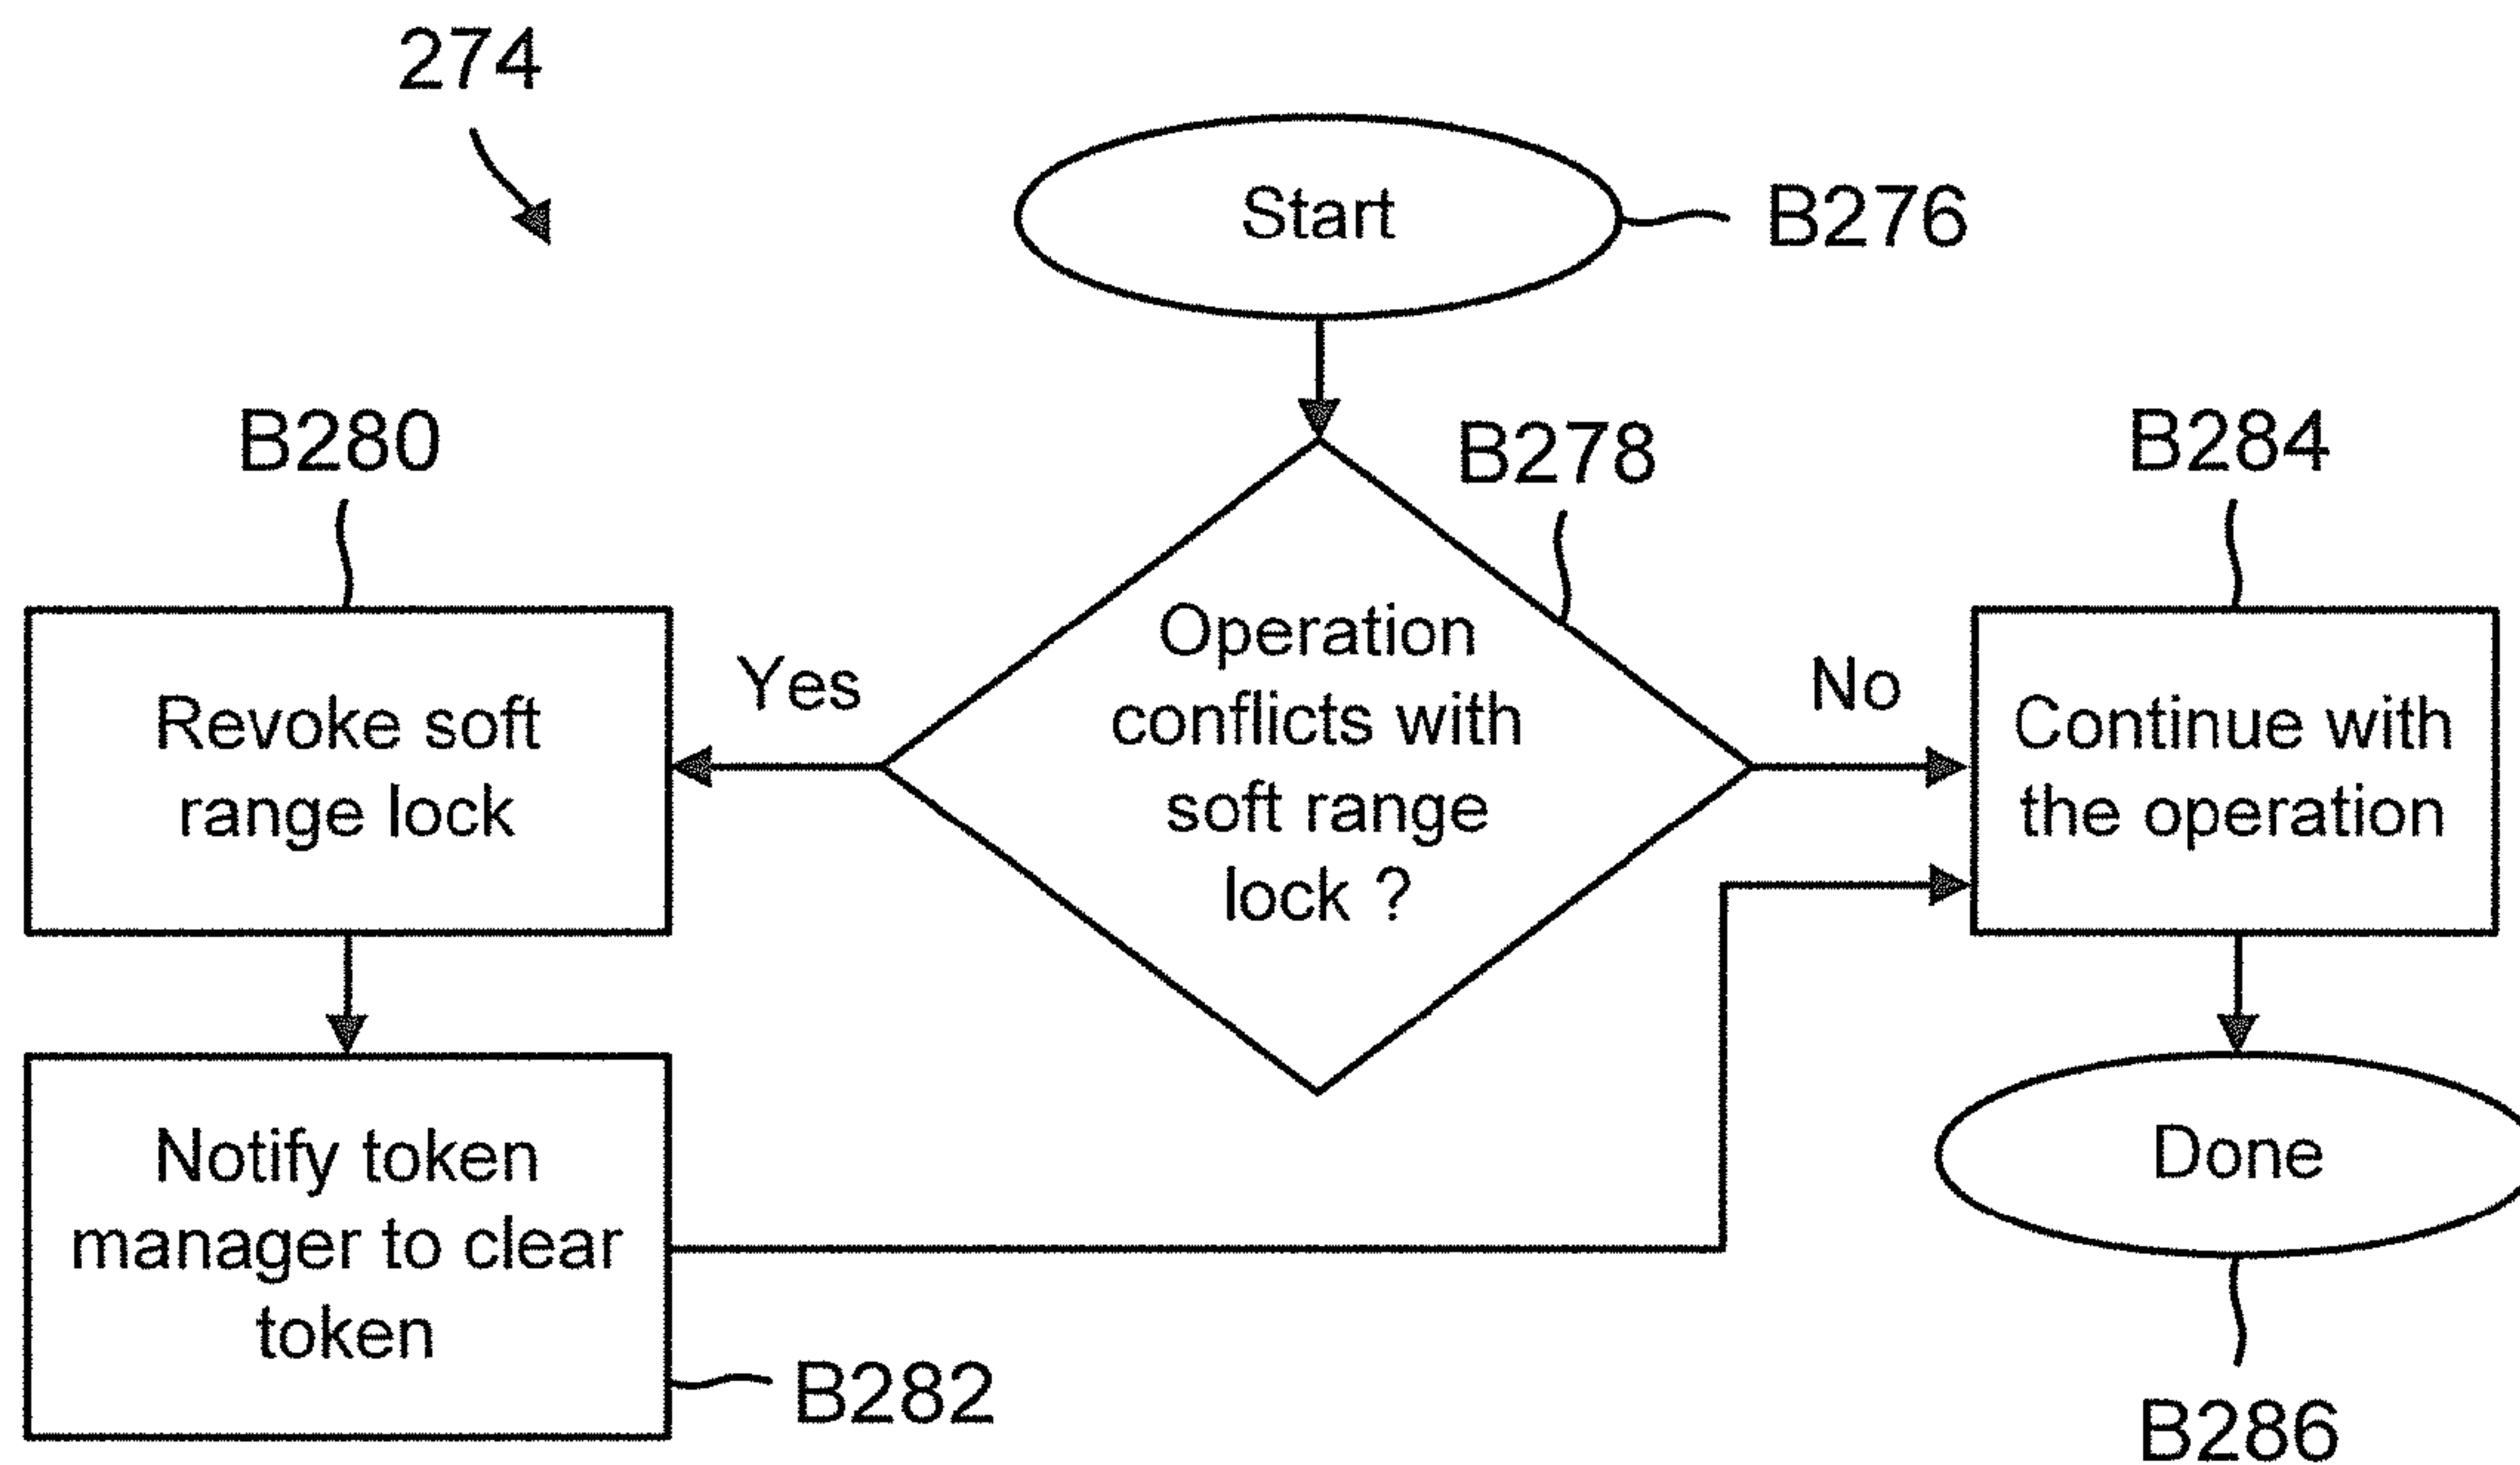 274
Start
B276
B280
B278
B284
Operation
conflicts with
soft range
lock ?
Yes
No
Revoke soft
range lock
Continue with
the operation
Notify token
manager to clear
token
B282
Done
B286